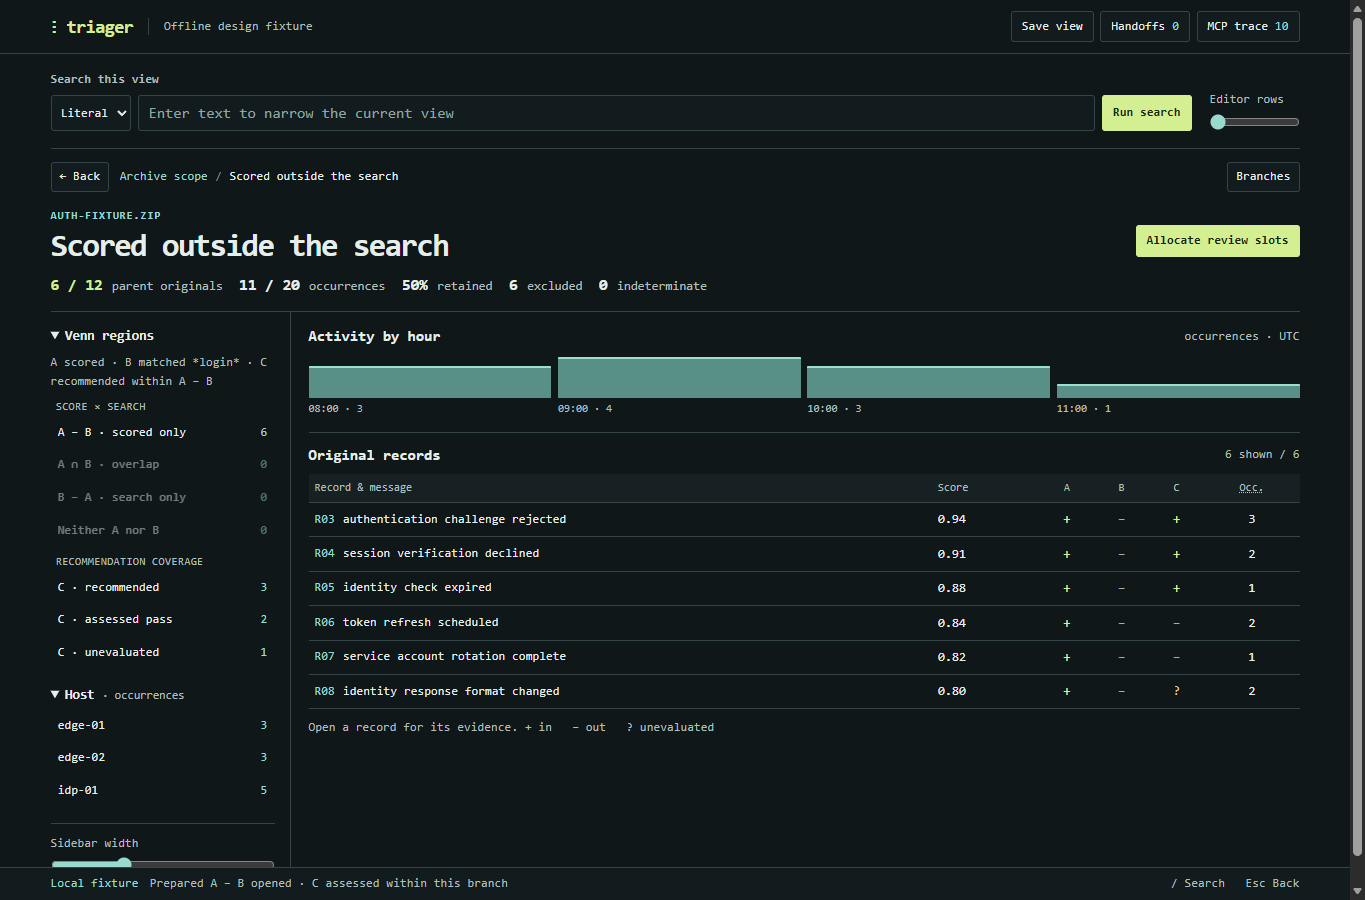 ⋮ triager Offline design fixture Save view Handoffs 0 MCP trace 10
Search this view
Literal Enter text to narrow the current view Run search Editor rows
← Back Archive scope / Scored outside the search Branches
AUTH-FIXTURE.ZIP
Scored outside the search Allocate review slots
6 / 12 parent originals 11 / 20 occurrences 50% retained 6 excluded 0 indeterminate
▼ Venn regions
A scored · B matched *login* · C
recommended within A − B
SCORE × SEARCH
A − B · scored only 6
A ∩ B · overlap 0
B − A · search only 0
Neither A nor B 0
RECOMMENDATION COVERAGE
C · recommended 3
C · assessed pass 2
C · unevaluated 1
▼ Host · occurrences
edge-01 3
edge-02 3
idp-01 5
Sidebar width
Activity by hour occurrences · UTC
08:00 · 3 09:00 · 4 10:00 · 3 11:00 · 1
Original records 6 shown / 6
Record & message Score A B C Occ.
R03 authentication challenge rejected 0.94 + − + 3
R04 session verification declined 0.91 + − + 2
R05 identity check expired 0.88 + − + 1
R06 token refresh scheduled 0.84 + − − 2
R07 service account rotation complete 0.82 + − − 1
R08 identity response format changed 0.80 + − ? 2
Open a record for its evidence. + in − out ? unevaluated
Local fixture Prepared A − B opened · C assessed within this branch / Search Esc Back